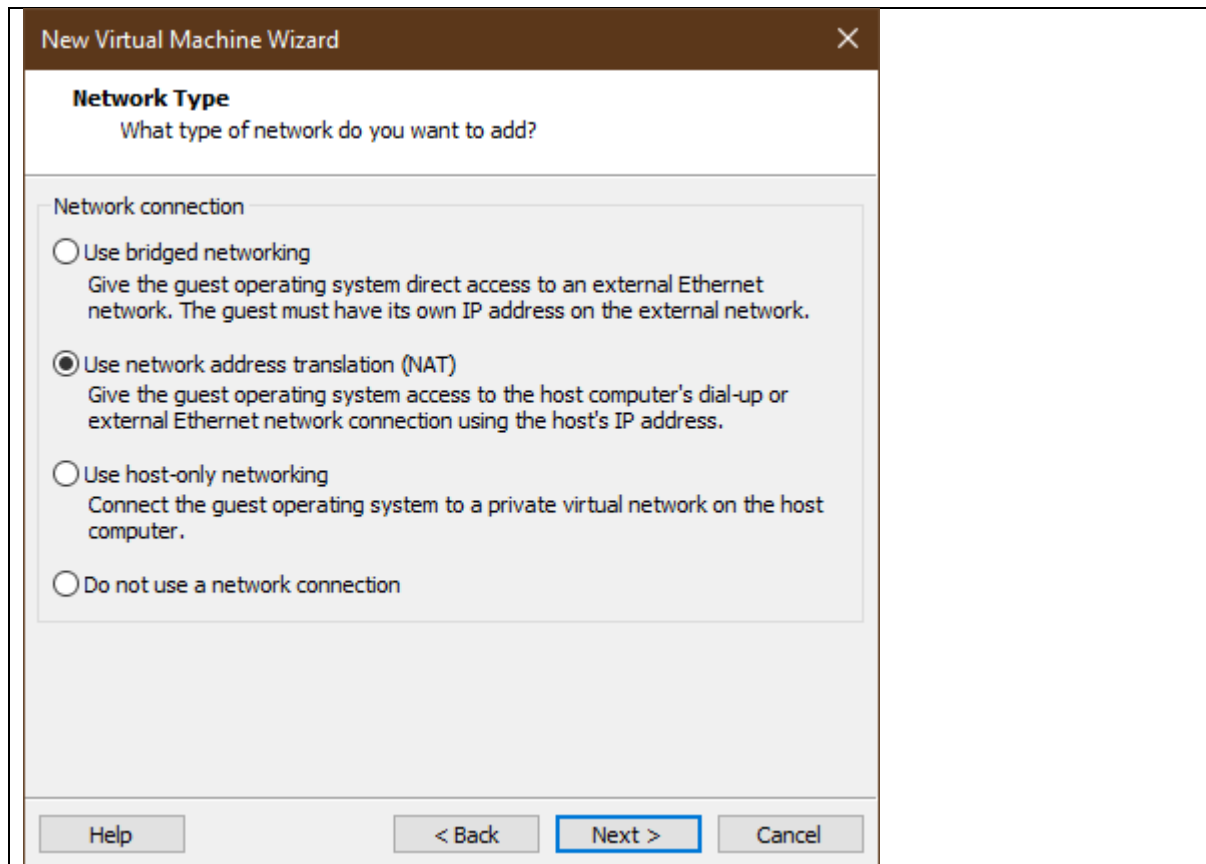 New Virtual Machine Wizard
Network Type
What type of network do you want to add?
Network connection
Use bridged networking
Give the guest operating system direct access to an external Ethernet
network. The guest must have its own IP address on the external network.
Use network address translation (NAT)
Give the guest operating system access to the host computer's dial-up or
external Ethernet network connection using the host's IP address.
Use host-only networking
Connect the guest operating system to a private virtual network on the host
computer.
Do not use a network connection
Help < Back Next > Cancel